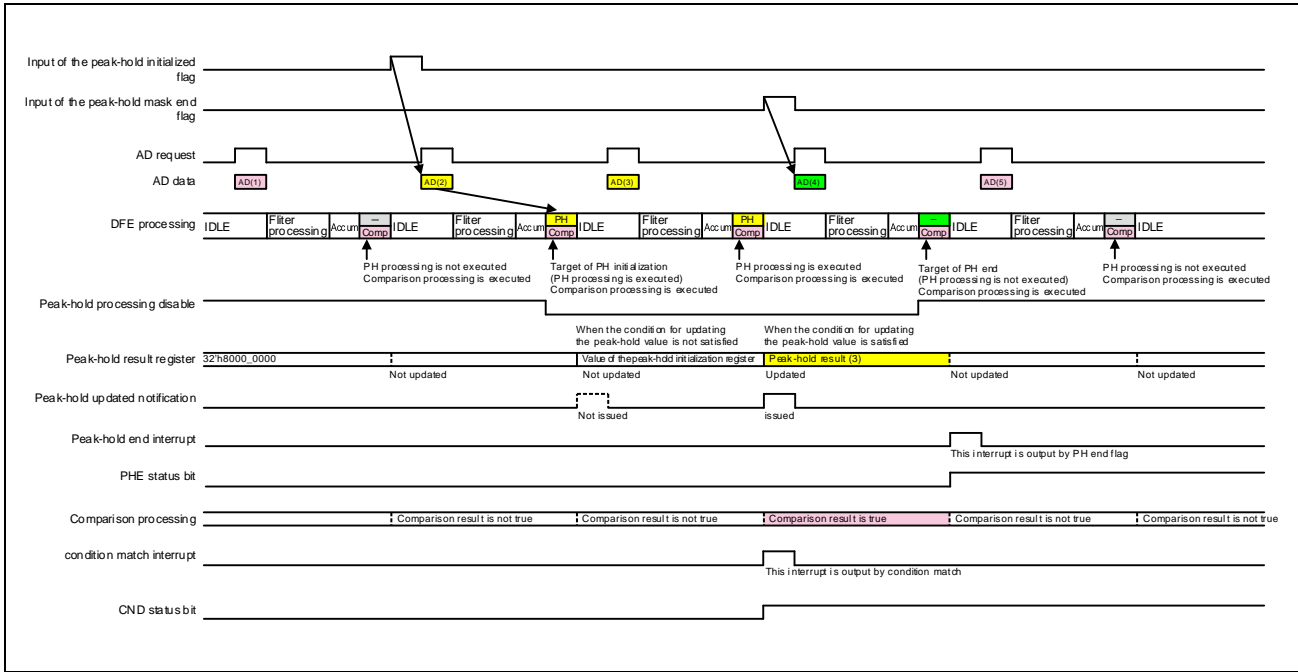 Input of the peak-hold initialized
flag
Input of the peak-hold mask end
flag
AD request
AD data
AD(1)
AD(2)
AD(3)
AD(4)
AD(5)
DFE processing
IDLE
Fliter
processing
Accum
–
Comp
IDLE
Fliter
processing
Accum
PH
Comp
IDLE
Fliter
processing
Accum
PH
Comp
IDLE
Fliter
processing
Accum
–
Comp
IDLE
Fliter
processing
Accum
–
Comp
IDLE
PH processing is not executed
Comparison processing is executed
Target of PH initialization
(PH processing is executed)
Comparison processing is executed
PH processing is executed
Comparison processing is executed
Target of PH end
(PH processing is not executed)
Comparison processing is executed
PH processing is not executed
Comparison processing is executed
Peak-hold processing disable
When the condition for updating
the peak-hold value is not satisfied
When the condition for updating
the peak-hold value is satisfied
Peak-hold result register
32'h8000_0000
Value of the peak-hold initialization register
Peak-hold result (3)
Not updated
Not updated
Updated
Not updated
Not updated
Peak-hold updated notification
Not issued
issued
Peak-hold end interrupt
This interrupt is output by PH end flag
PHE status bit
Comparison processing
Comparison result is not true
Comparison result is not true
Comparison result is true
Comparison result is not true
Comparison result is not true
condition match interrupt
This interrupt is output by condition match
CND status bit